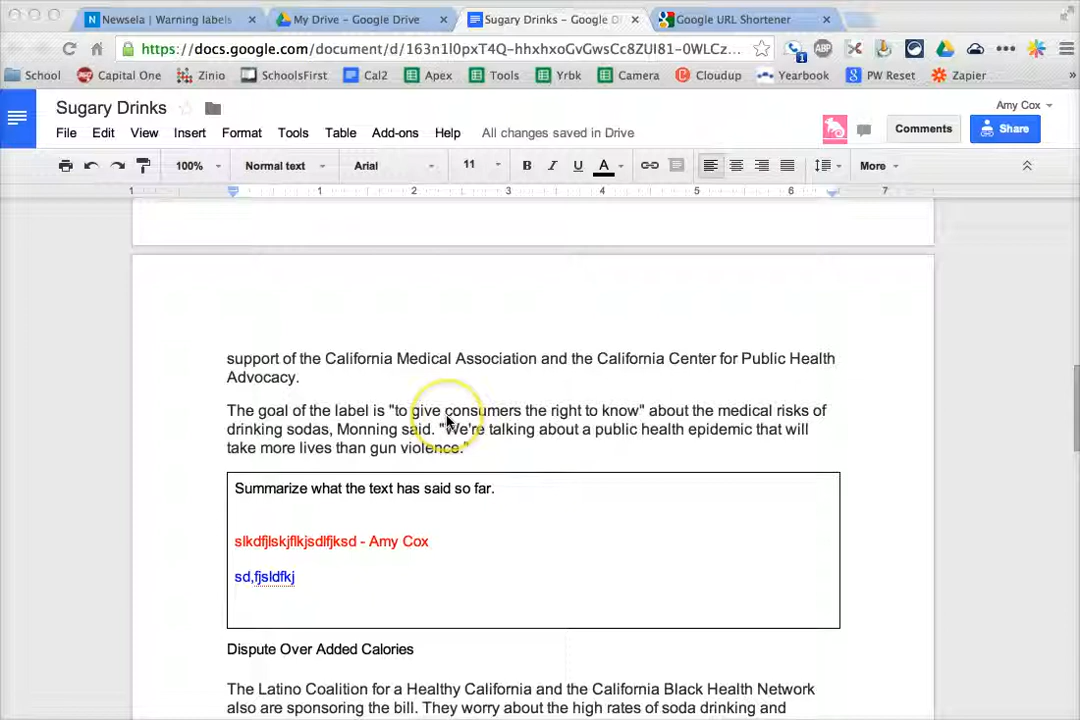 Newsela | Warning labels
My Drive – Google Drive
Sugary Drinks – Google D
Google URL Shortener
https://docs.google.com/document/d/163n1l0pxT4Q-hhxhxoGvGwsCc8ZUI81-0WLCz...
School Capital One Zinio SchoolsFirst Cal2 Apex Tools Yrbk Camera Cloudup Yearbook PW Reset Zapier »
Sugary Drinks
Amy Cox
File Edit View Insert Format Tools Table Add-ons Help All changes saved in Drive
Comments Share
100% Normal text Arial 11 B I U A More
1 1 2 3 4 5 6 7
support of the California Medical Association and the California Center for Public Health
Advocacy.
The goal of the label is "to give consumers the right to know" about the medical risks of
drinking sodas, Monning said. "We're talking about a public health epidemic that will
take more lives than gun violence."
Summarize what the text has said so far.
slkdfjlskjflkjsdlfjksd - Amy Cox
sd,fjsldfkj
Dispute Over Added Calories
The Latino Coalition for a Healthy California and the California Black Health Network
also are sponsoring the bill. They worry about the high rates of soda drinking and